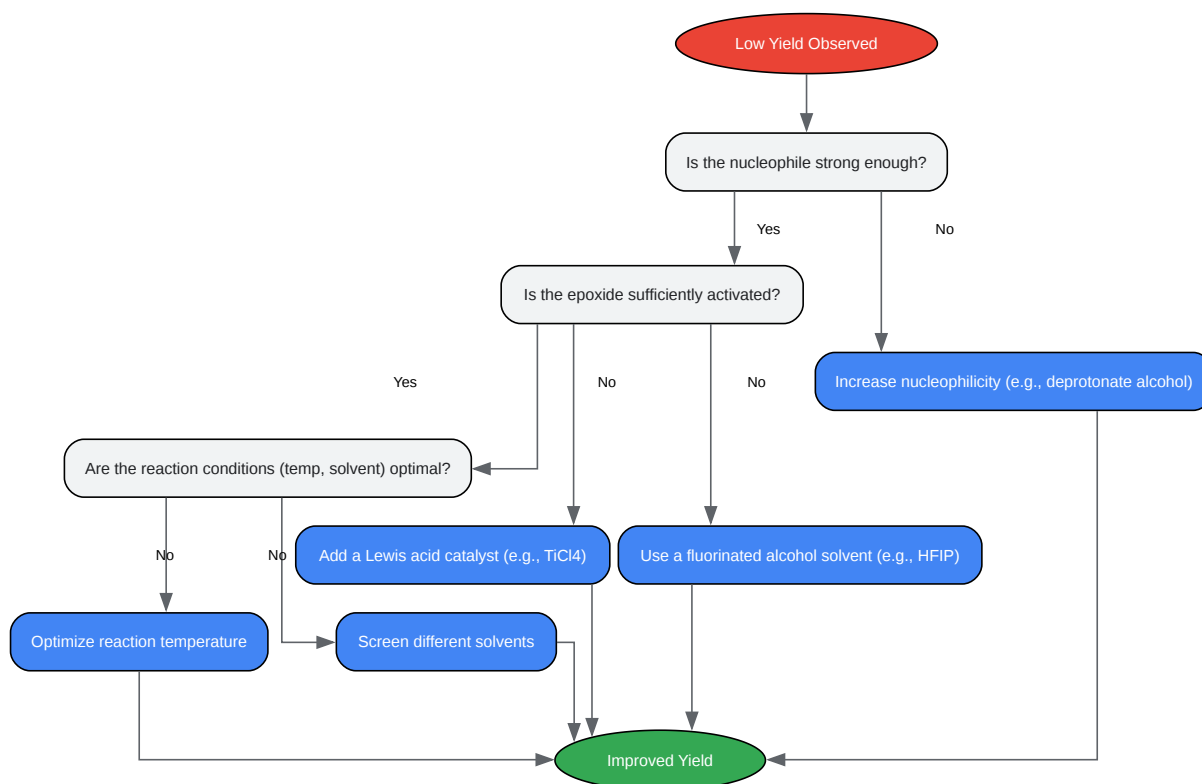 Low Yield Observed
Is the nucleophile strong enough?
Yes
No
Is the epoxide sufficiently activated?
Yes
No
No
Increase nucleophilicity (e.g., deprotonate alcohol)
Are the reaction conditions (temp, solvent) optimal?
No
No
Add a Lewis acid catalyst (e.g., TiCl4)
Use a fluorinated alcohol solvent (e.g., HFIP)
Optimize reaction temperature
Screen different solvents
Improved Yield